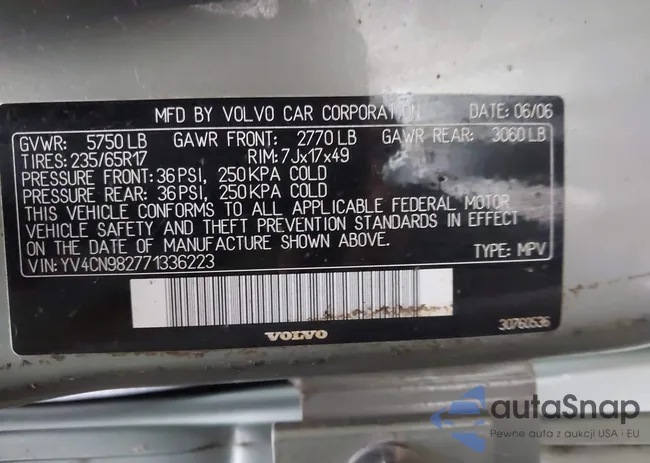 MFD BY VOLVO CAR CORPORATION DATE: 06/06
GVWR: 5750 LB GAWR FRONT: 2770 LB GAWR REAR: 3060 LB
TIRES: 235/65R17 RIM: 7Jx17x49
PRESSURE FRONT: 36 PSI, 250 KPA COLD
PRESSURE REAR: 36 PSI, 250 KPA COLD
THIS VEHICLE CONFORMS TO ALL APPLICABLE FEDERAL MOTOR
VEHICLE SAFETY AND THEFT PREVENTION STANDARDS IN EFFECT
ON THE DATE OF MANUFACTURE SHOWN ABOVE.
VIN: YV4CN982771336223 TYPE: MPV
VOLVO 30760536
autaSnap
Pewne auta z aukcji USA i EU